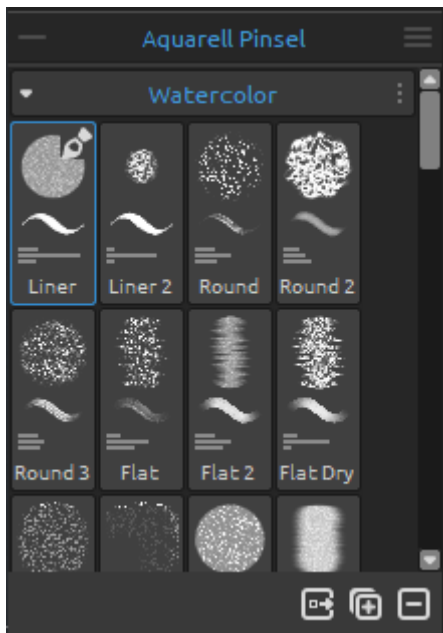 Aquarell Pinsel
Watercolor
Liner Liner 2 Round Round 2
Round 3 Flat Flat 2 Flat Dry